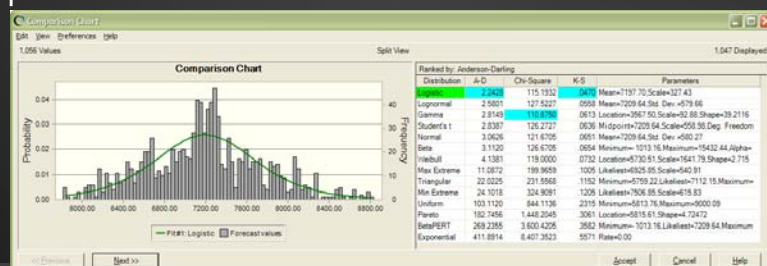 Comparison Chart
Edit View Preferences Help
1,056 Values Split View 1,047 Displayed
Comparison Chart
Probability
0.04
0.03
0.02
0.01
0.00
40
30
20
10
0
Frequency
6000.00 6400.00 6800.00 7200.00 7600.00 8000.00 8400.00 8800.00
Fit#1: Logistic Forecast values
Ranked by: Anderson-Darling
Distribution A-D Chi-Square K-S Parameters
Logistic 2.2428 115.1932 .0470 Mean=7197.70,Scale=327.43
Lognormal 2.5801 127.5227 .0558 Mean=7209.64,Std. Dev.=579.66
Gamma 2.8149 110.8750 .0613 Location=3567.50,Scale=92.88,Shape=39.2116
Student's t 2.8387 126.2727 .0636 Midpoint=7209.64,Scale=558.98,Deg. Freedom
Normal 3.0626 121.6705 .0651 Mean=7209.64,Std. Dev.=580.27
Beta 3.1120 126.6705 .0654 Minimum=-1013.16,Maximum=15432.44,Alpha=
Weibull 4.1381 119.0000 .0732 Location=5730.51,Scale=1641.79,Shape=2.715
Max Extreme 11.0872 199.9659 .1005 Likeliest=6925.85,Scale=540.91
Triangular 22.0225 231.5568 .1152 Minimum=5759.22,Likeliest=7112.15,Maximum=
Min Extreme 24.1018 324.9091 .1205 Likeliest=7506.85,Scale=615.83
Uniform 103.1120 844.1136 .2315 Minimum=5813.76,Maximum=9000.09
Pareto 182.7456 1,448.2045 .3061 Location=5815.61,Shape=4.72472
BetaPERT 269.2355 3,600.4205 .3582 Minimum=-1013.16,Likeliest=7209.64,Maximum
Exponential 411.8914 8,407.3523 .5571 Rate=0.00
<< Previous Next >> Accept Cancel Help